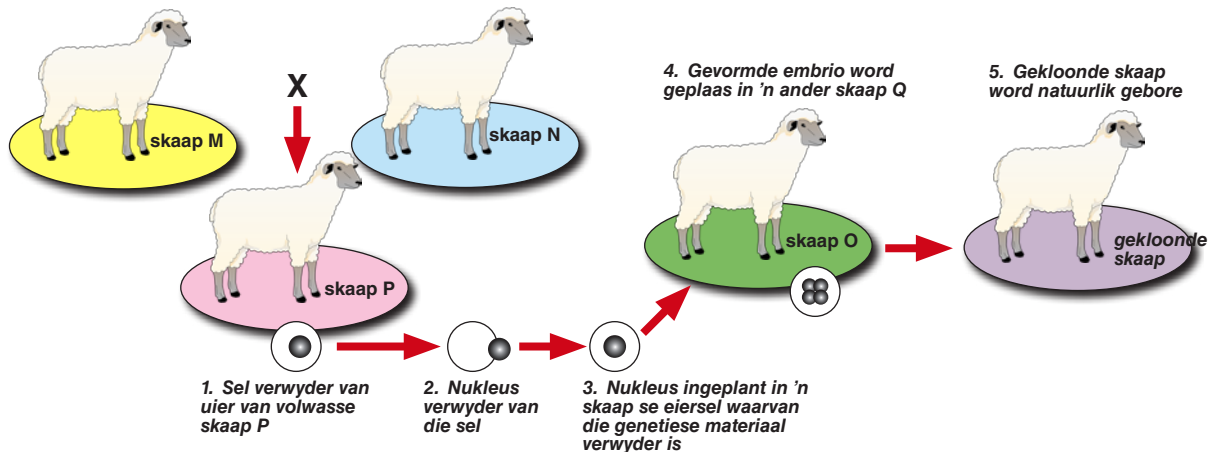 skaap M
X
skaap N
skaap P
1. Sel verwyder van
uier van volwasse
skaap P
2. Nukleus
verwyder van
die sel
3. Nukleus ingeplant in 'n
skaap se eiersel waarvan
die genetiese materiaal
verwyder is
4. Gevormde embrio word
geplaas in 'n ander skaap Q
skaap O
5. Gekloonde skaap
word natuurlik gebore
gekloonde
skaap